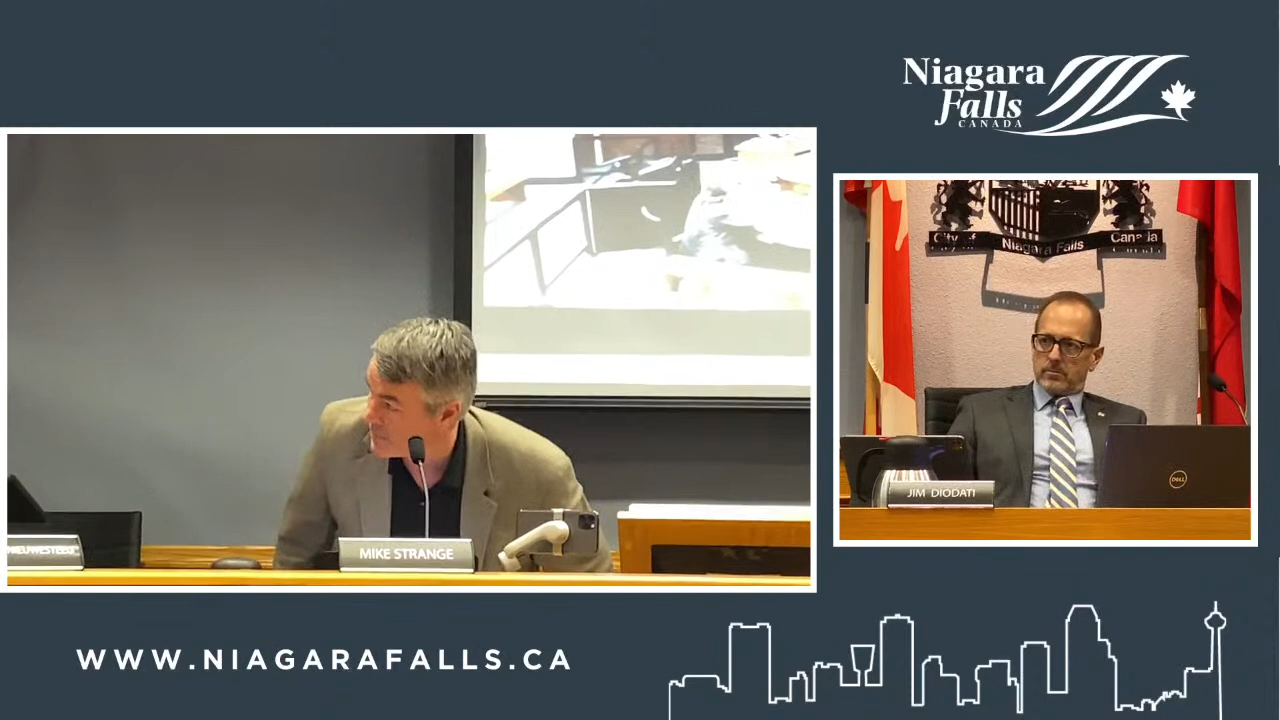 Niagara
Falls
CANADA
City of
Niagara Falls
Canada
JIM DIODATI
DELL
MIKE STRANGE
WWW.NIAGARAFALLS.CA